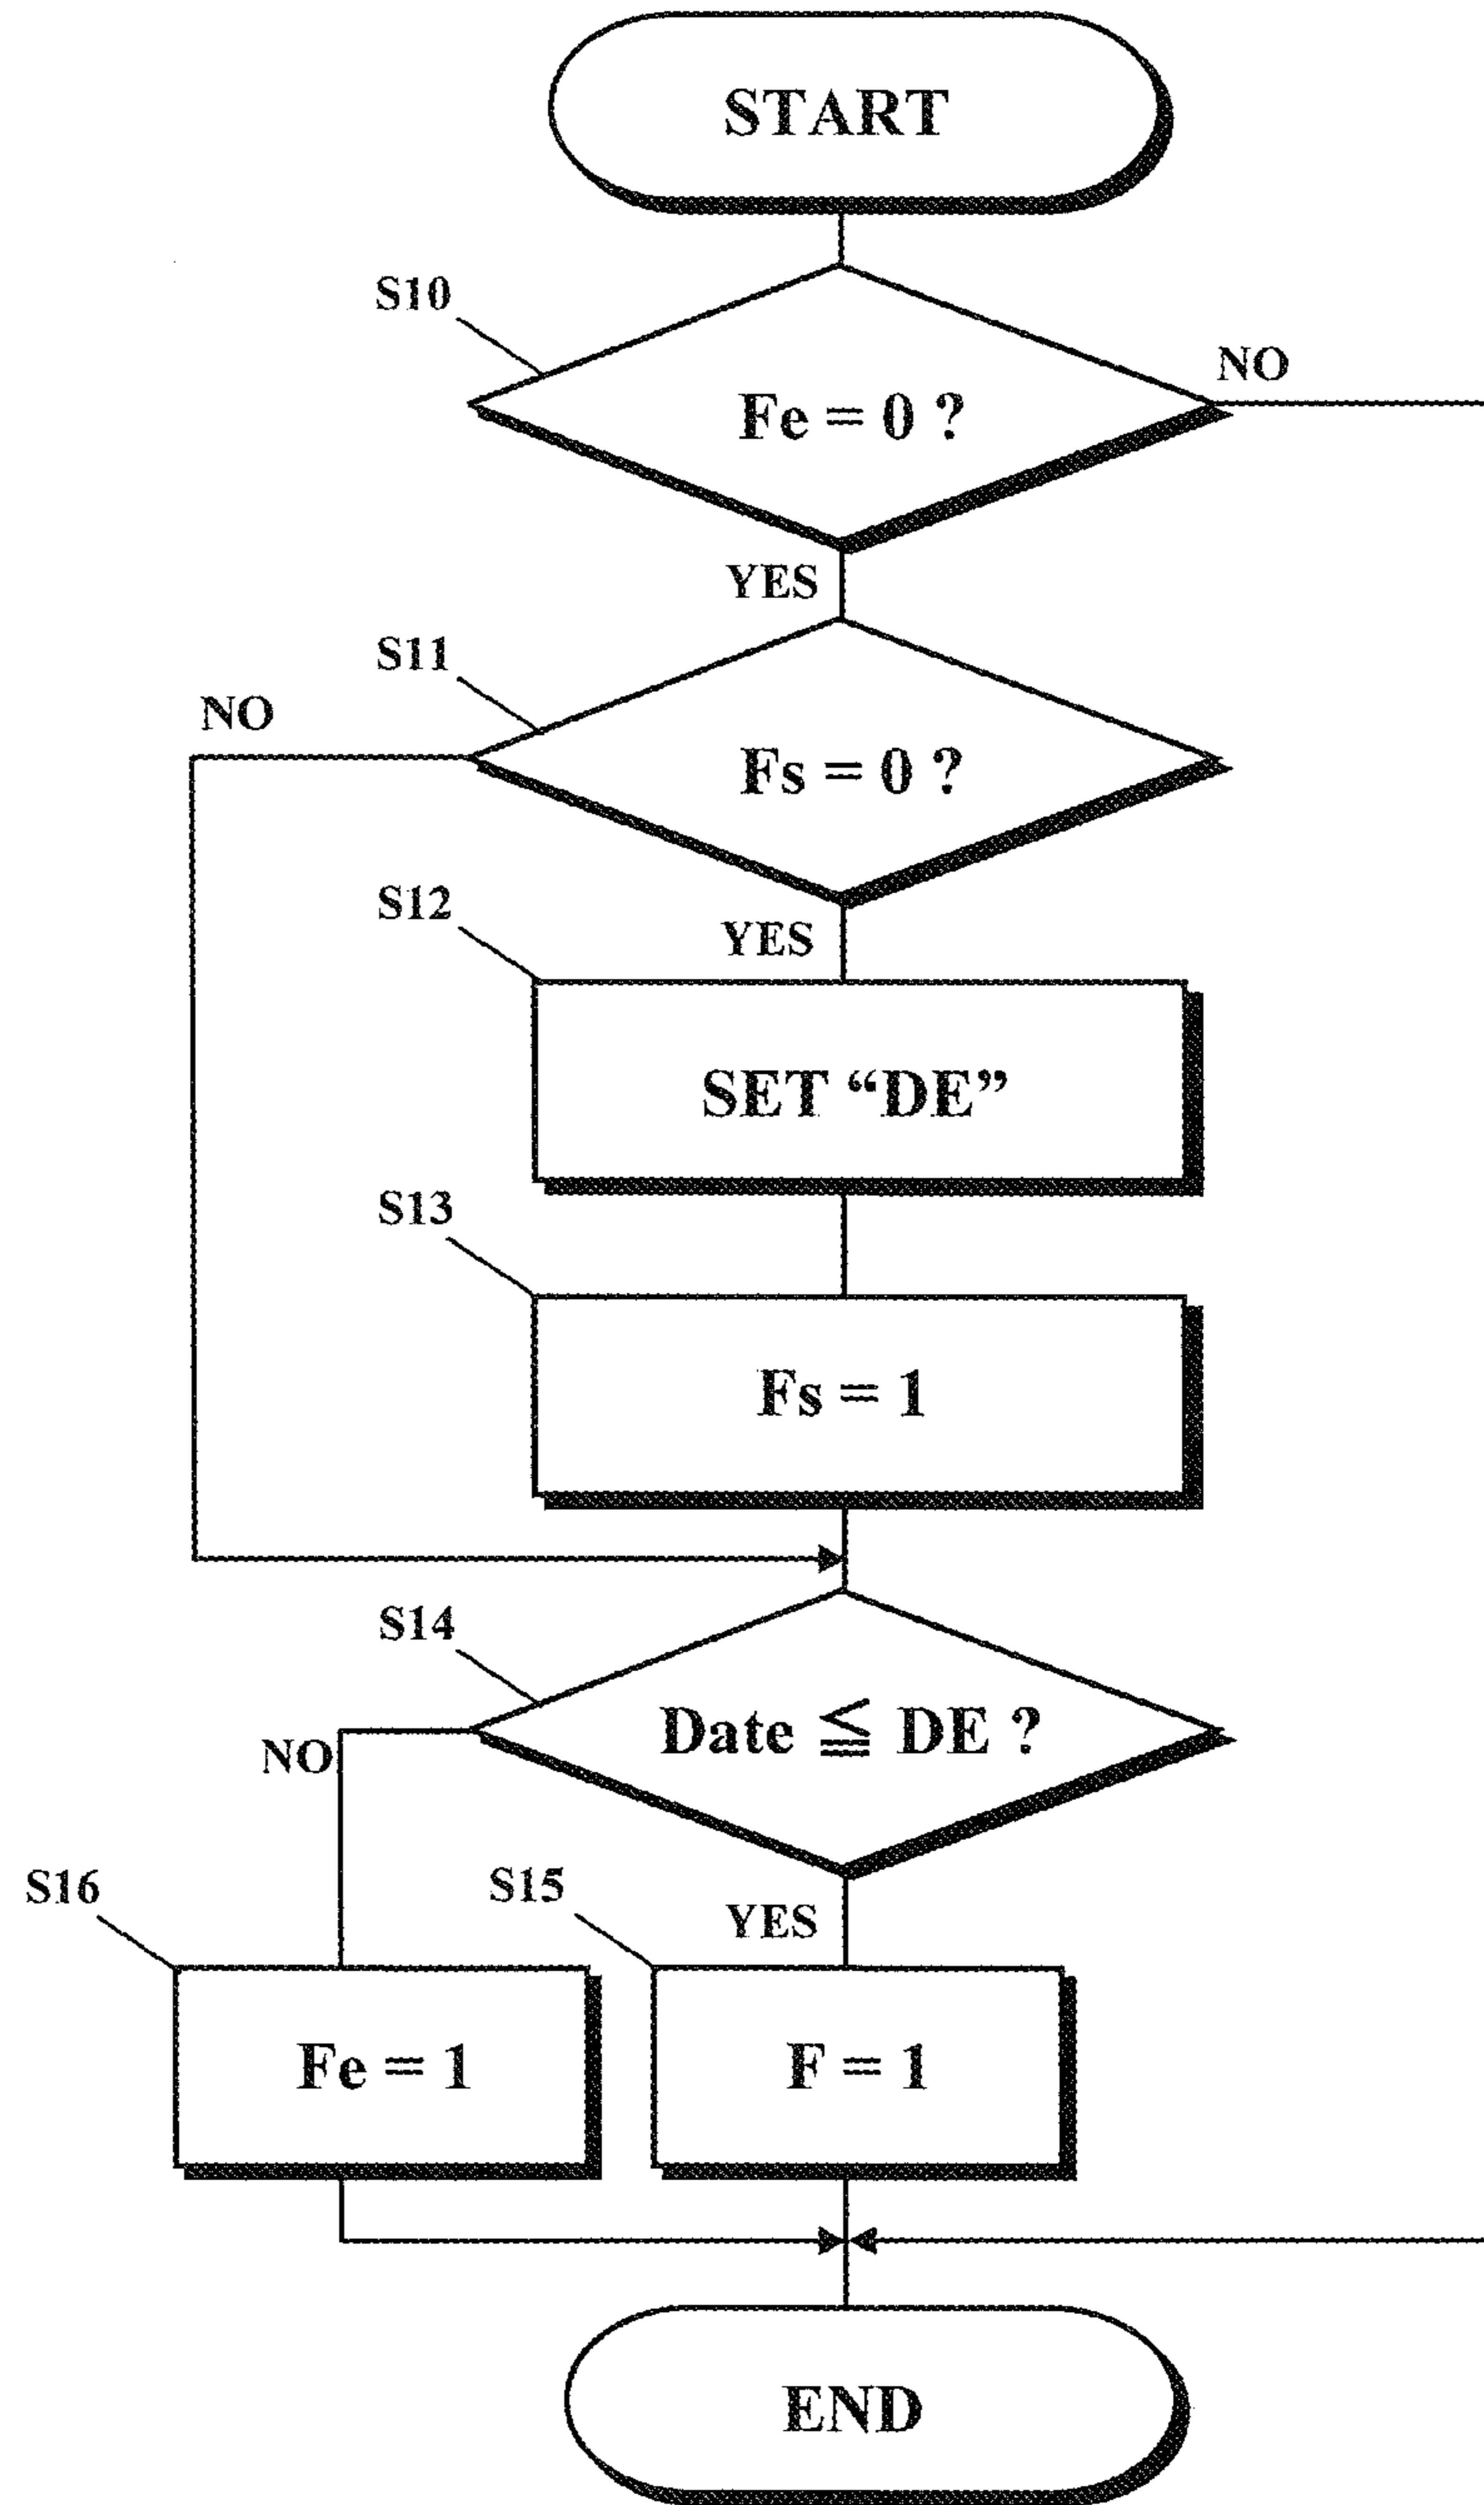 START
S10
NO
Fe = 0 ?
YES
S11
NO
Fs = 0 ?
S12
YES
SET “DE”
S13
Fs = 1
S14
Date ≦ DE ?
NO
S16
S15
YES
Fe = 1
F = 1
END